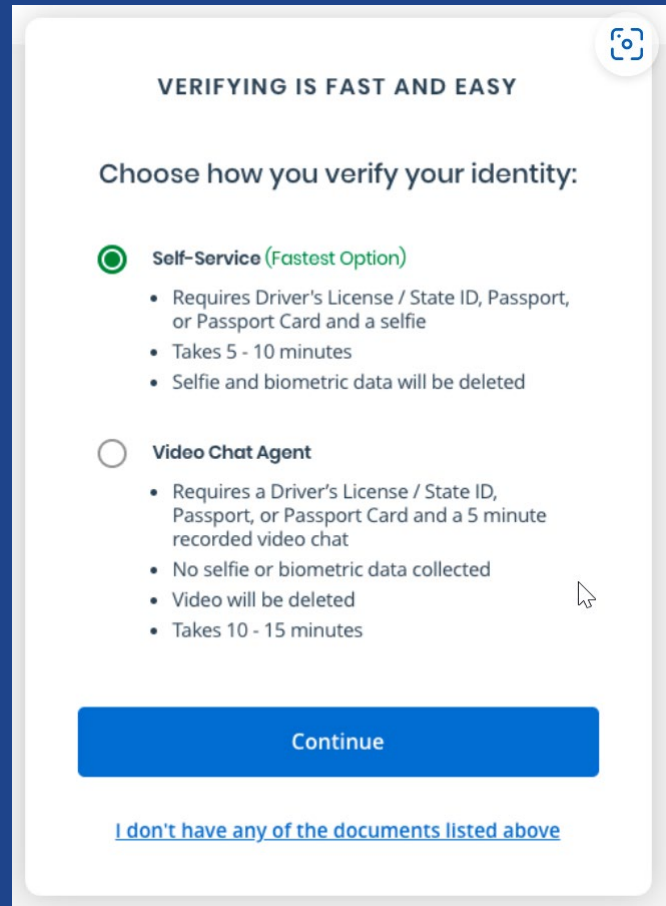 VERIFYING IS FAST AND EASY
Choose how you verify your identity:
Self-Service (Fastest Option)
• Requires Driver's License / State ID, Passport,
or Passport Card and a selfie
• Takes 5 - 10 minutes
• Selfie and biometric data will be deleted
Video Chat Agent
• Requires a Driver’s License / State ID,
Passport, or Passport Card and a 5 minute
recorded video chat
• No selfie or biometric data collected
• Video will be deleted
• Takes 10 - 15 minutes
Continue
I don't have any of the documents listed above